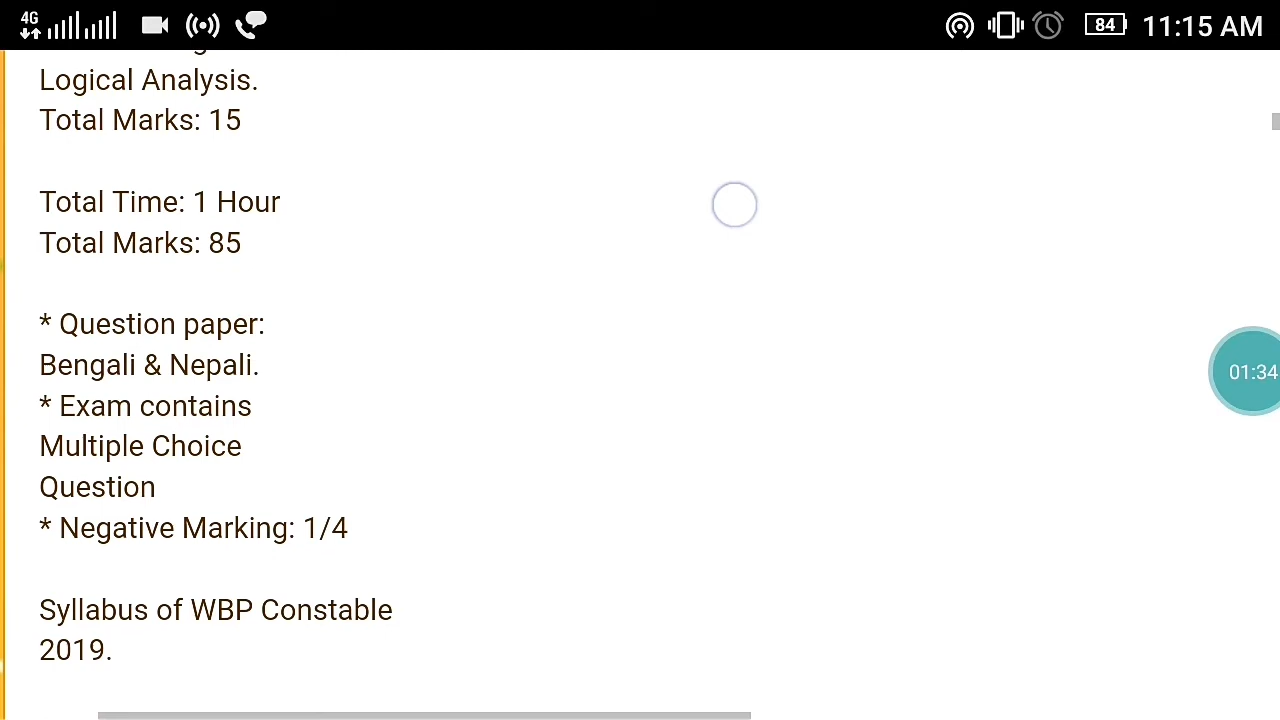 4G
84
11:15 AM
Logical Analysis.
Total Marks: 15
Total Time: 1 Hour
Total Marks: 85
* Question paper:
Bengali & Nepali.
* Exam contains
Multiple Choice
Question
* Negative Marking: 1/4
Syllabus of WBP Constable
2019.
01:34